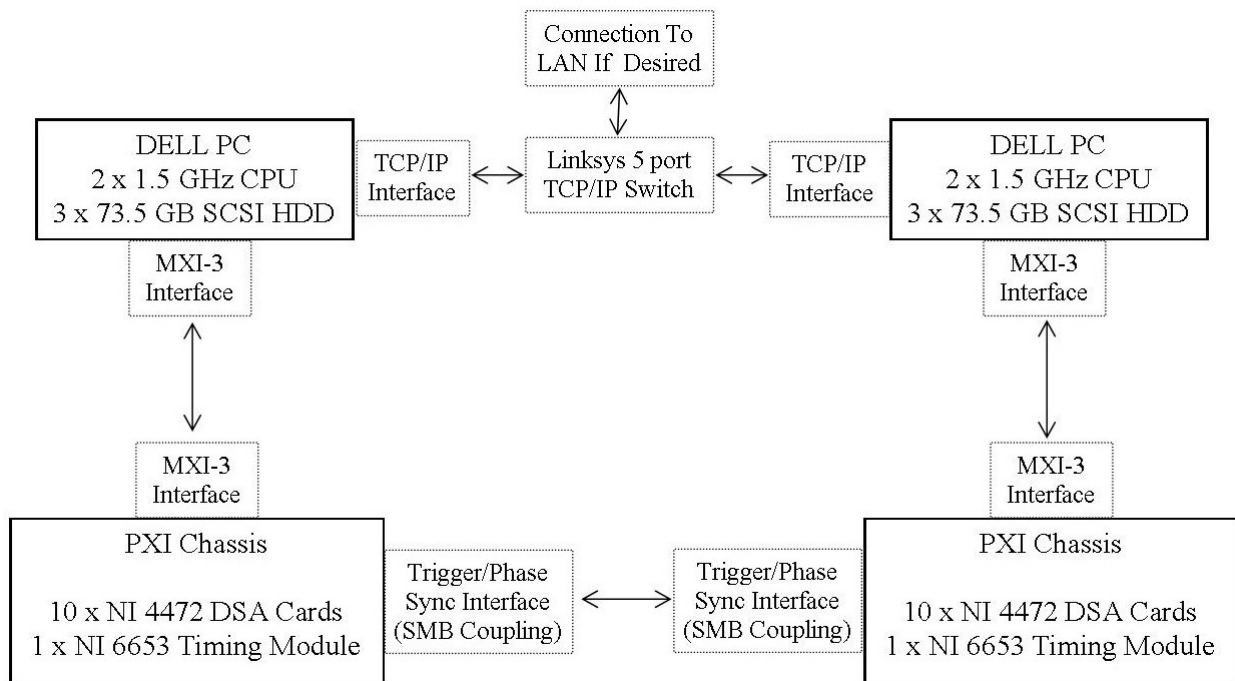 Connection To
LAN If Desired
DELL PC
2 x 1.5 GHz CPU
3 x 73.5 GB SCSI HDD
TCP/IP
Interface
Linksys 5 port
TCP/IP Switch
TCP/IP
Interface
DELL PC
2 x 1.5 GHz CPU
3 x 73.5 GB SCSI HDD
MXI-3
Interface
MXI-3
Interface
MXI-3
Interface
MXI-3
Interface
PXI Chassis
10 x NI 4472 DSA Cards
1 x NI 6653 Timing Module
Trigger/Phase
Sync Interface
(SMB Coupling)
Trigger/Phase
Sync Interface
(SMB Coupling)
PXI Chassis
10 x NI 4472 DSA Cards
1 x NI 6653 Timing Module